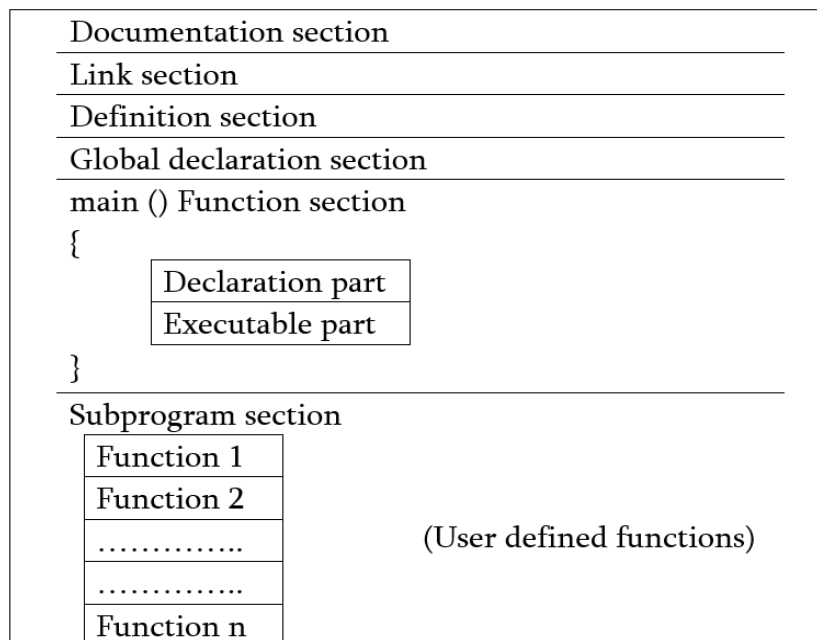 Documentation section
Link section
Definition section
Global declaration section
main () Function section
{
Declaration part
Executable part
}
Subprogram section
Function 1
Function 2
…………..
(User defined functions)
…………..
Function n